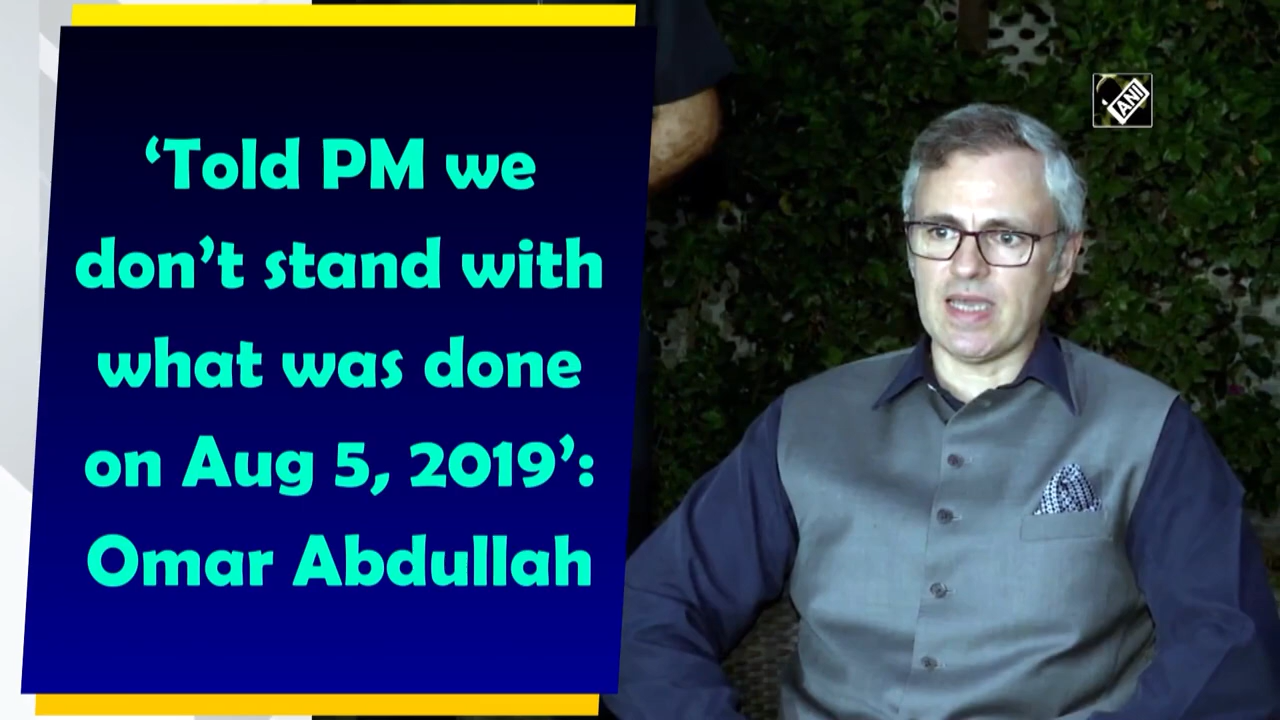 ‘Told PM we
don’t stand with
what was done
on Aug 5, 2019’:
Omar Abdullah
ANI